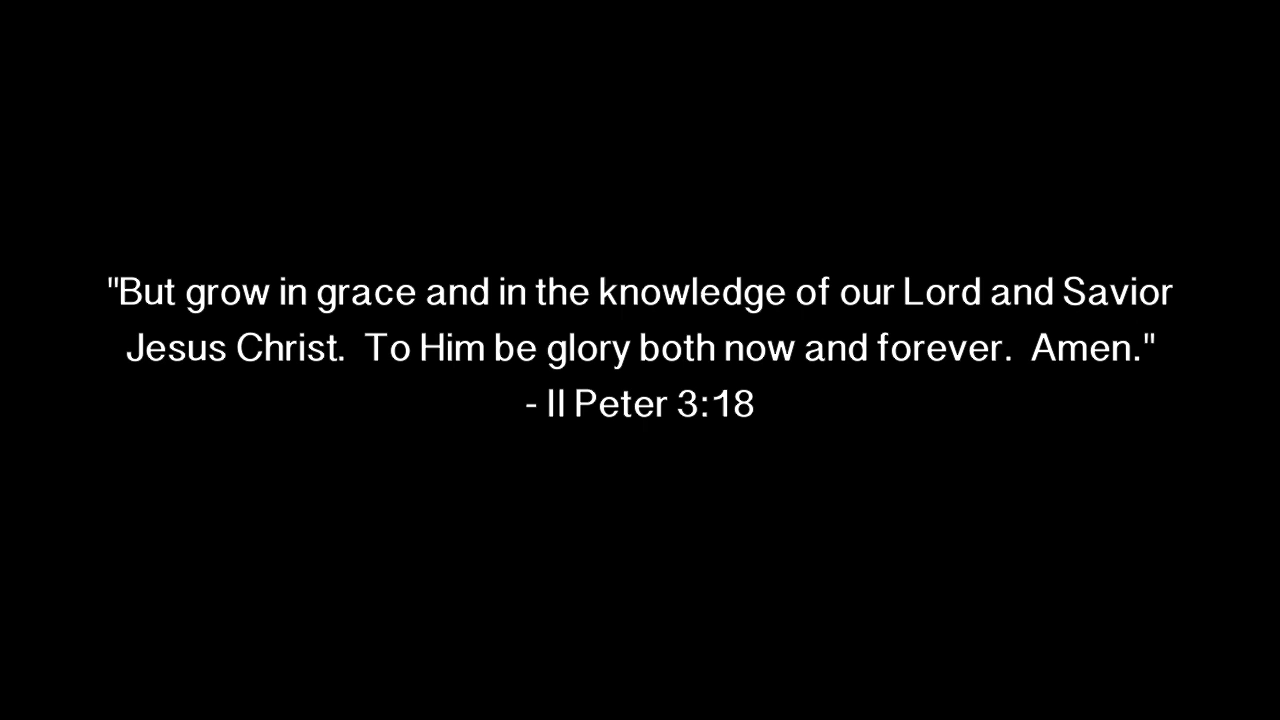 "But grow in grace and in the knowledge of our Lord and Savior
Jesus Christ.  To Him be glory both now and forever.  Amen."
- II Peter 3:18